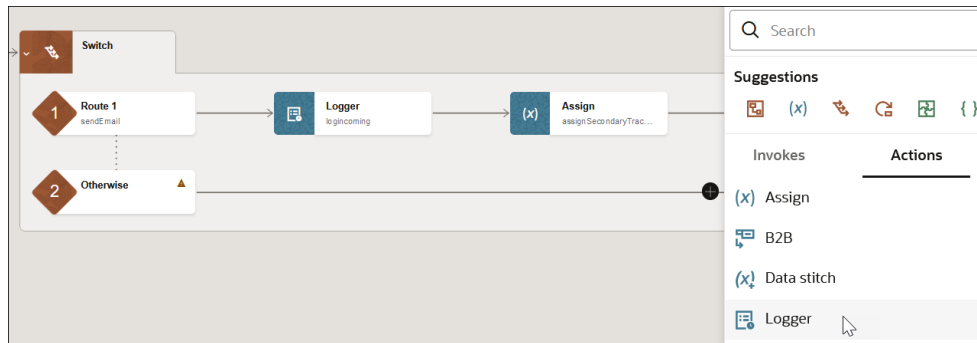 Switch
1
Route 1
sendEmail
Logger
logincoming
(x)
Assign
assignSecondaryTrac...
2
Otherwise
Search
Suggestions
(x)
{ }
Invokes
Actions
(x) Assign
B2B
(x) Data stitch
Logger